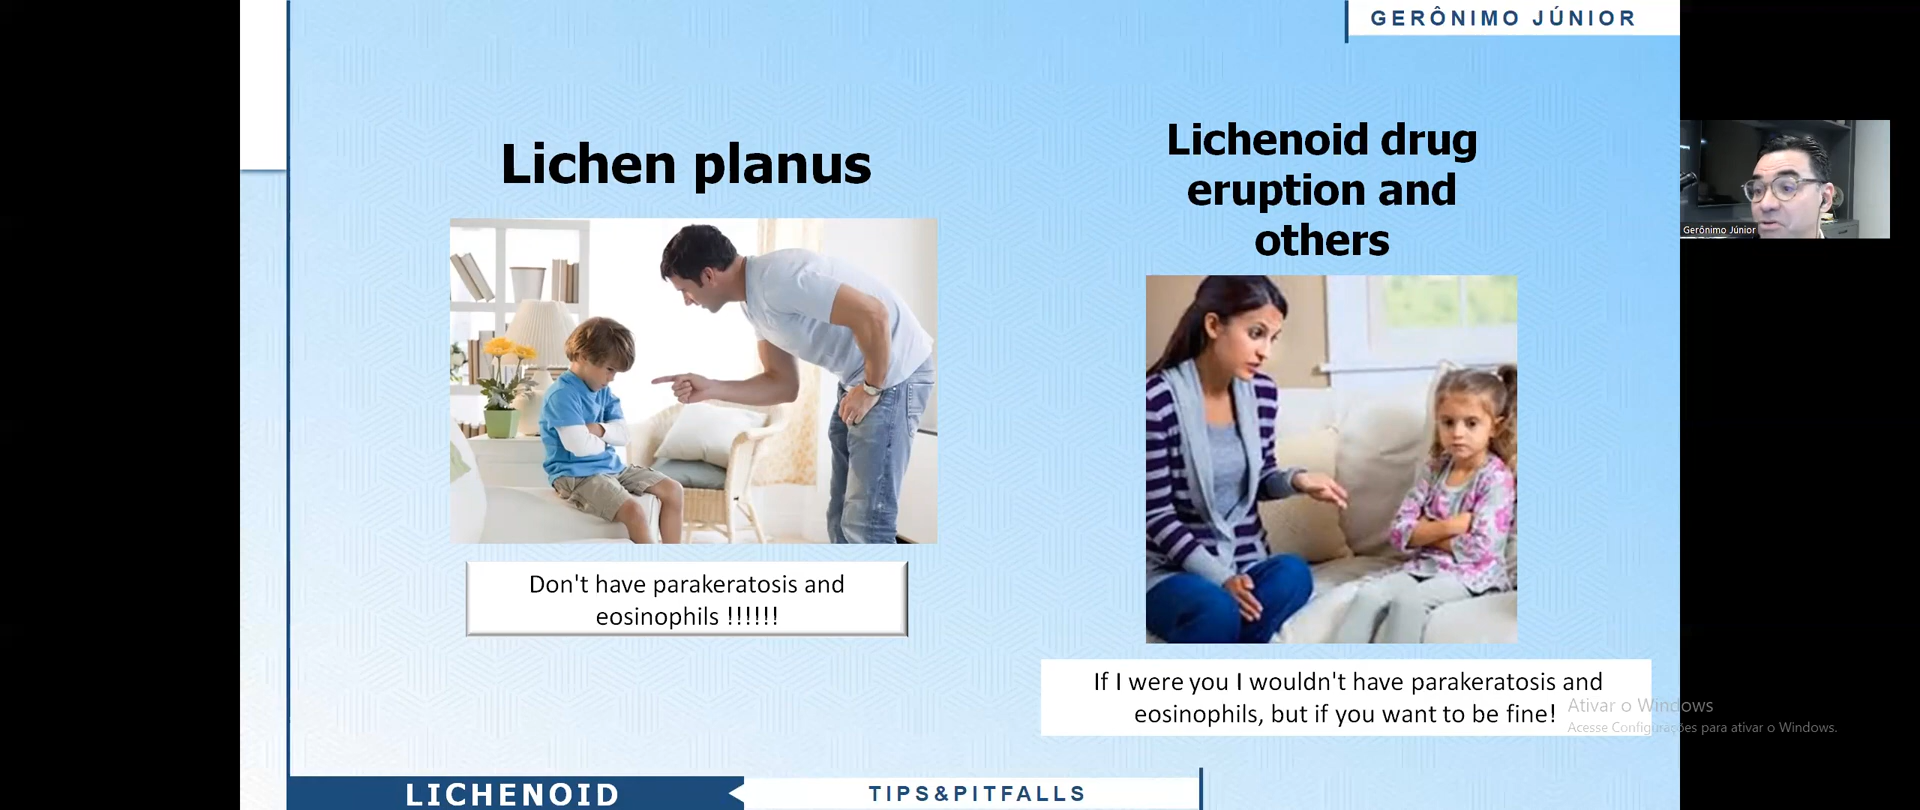 GERÔNIMO JÚNIOR
Lichen planus
Lichenoid drug
eruption and
others
Gerônimo Júnior
Don't have parakeratosis and
eosinophils !!!!!!
If I were you I wouldn't have parakeratosis and
eosinophils, but if you want to be fine!
Ativar o Windows
Acesse Configurações para ativar o Windows.
LICHENOID
TIPS&PITFALLS